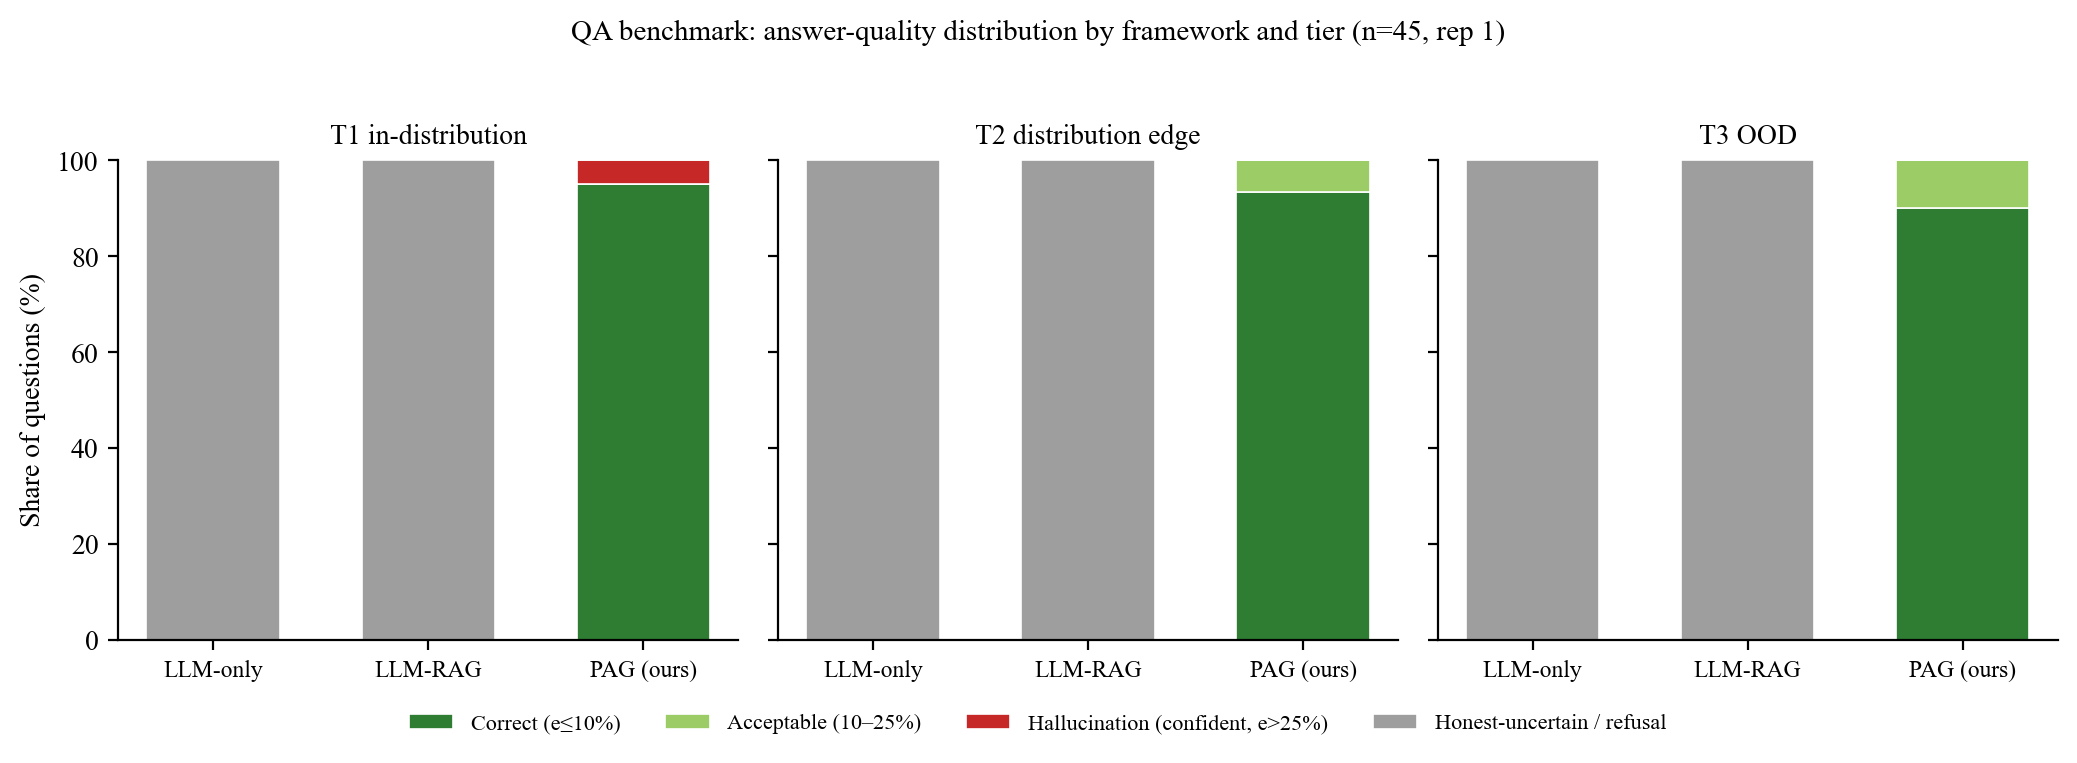 QA benchmark: answer-quality distribution by framework and tier (n=45, rep 1)
T1 in-distribution
T2 distribution edge
T3 OOD
Share of questions (%)
100
80
60
40
20
0
LLM-only
LLM-RAG
PAG (ours)
LLM-only
LLM-RAG
PAG (ours)
LLM-only
LLM-RAG
PAG (ours)
Correct (e≤10%)
Acceptable (10–25%)
Hallucination (confident, e>25%)
Honest-uncertain / refusal